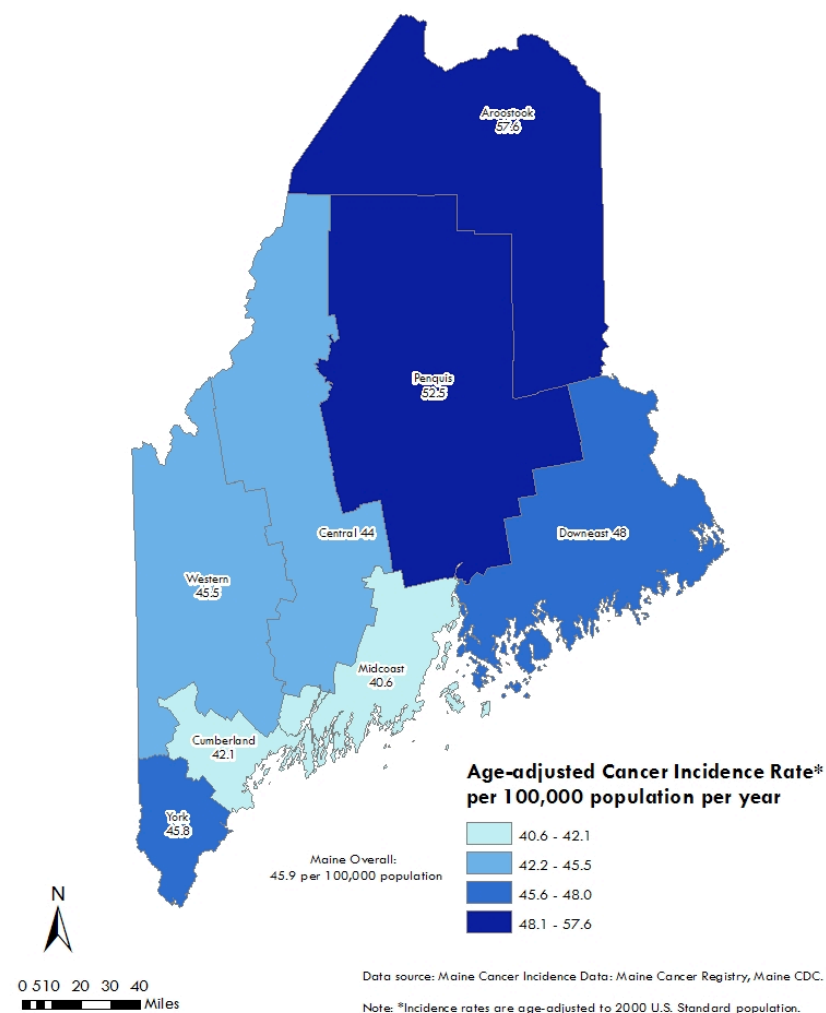 Aroostook
57.6
Penquis
52.5
Central 44
Downeast 48
Western
45.5
Midcoast
40.6
Cumberland
42.1
York
45.8
Age-adjusted Cancer Incidence Rate*
per 100,000 population per year
40.6 - 42.1
42.2 - 45.5
45.6 - 48.0
48.1 - 57.6
Maine Overall:
45.9 per 100,000 population
N
0 510 20 30 40
Miles
Data source: Maine Cancer Incidence Data: Maine Cancer Registry, Maine CDC.
Note: *Incidence rates are age-adjusted to 2000 U.S. Standard population.